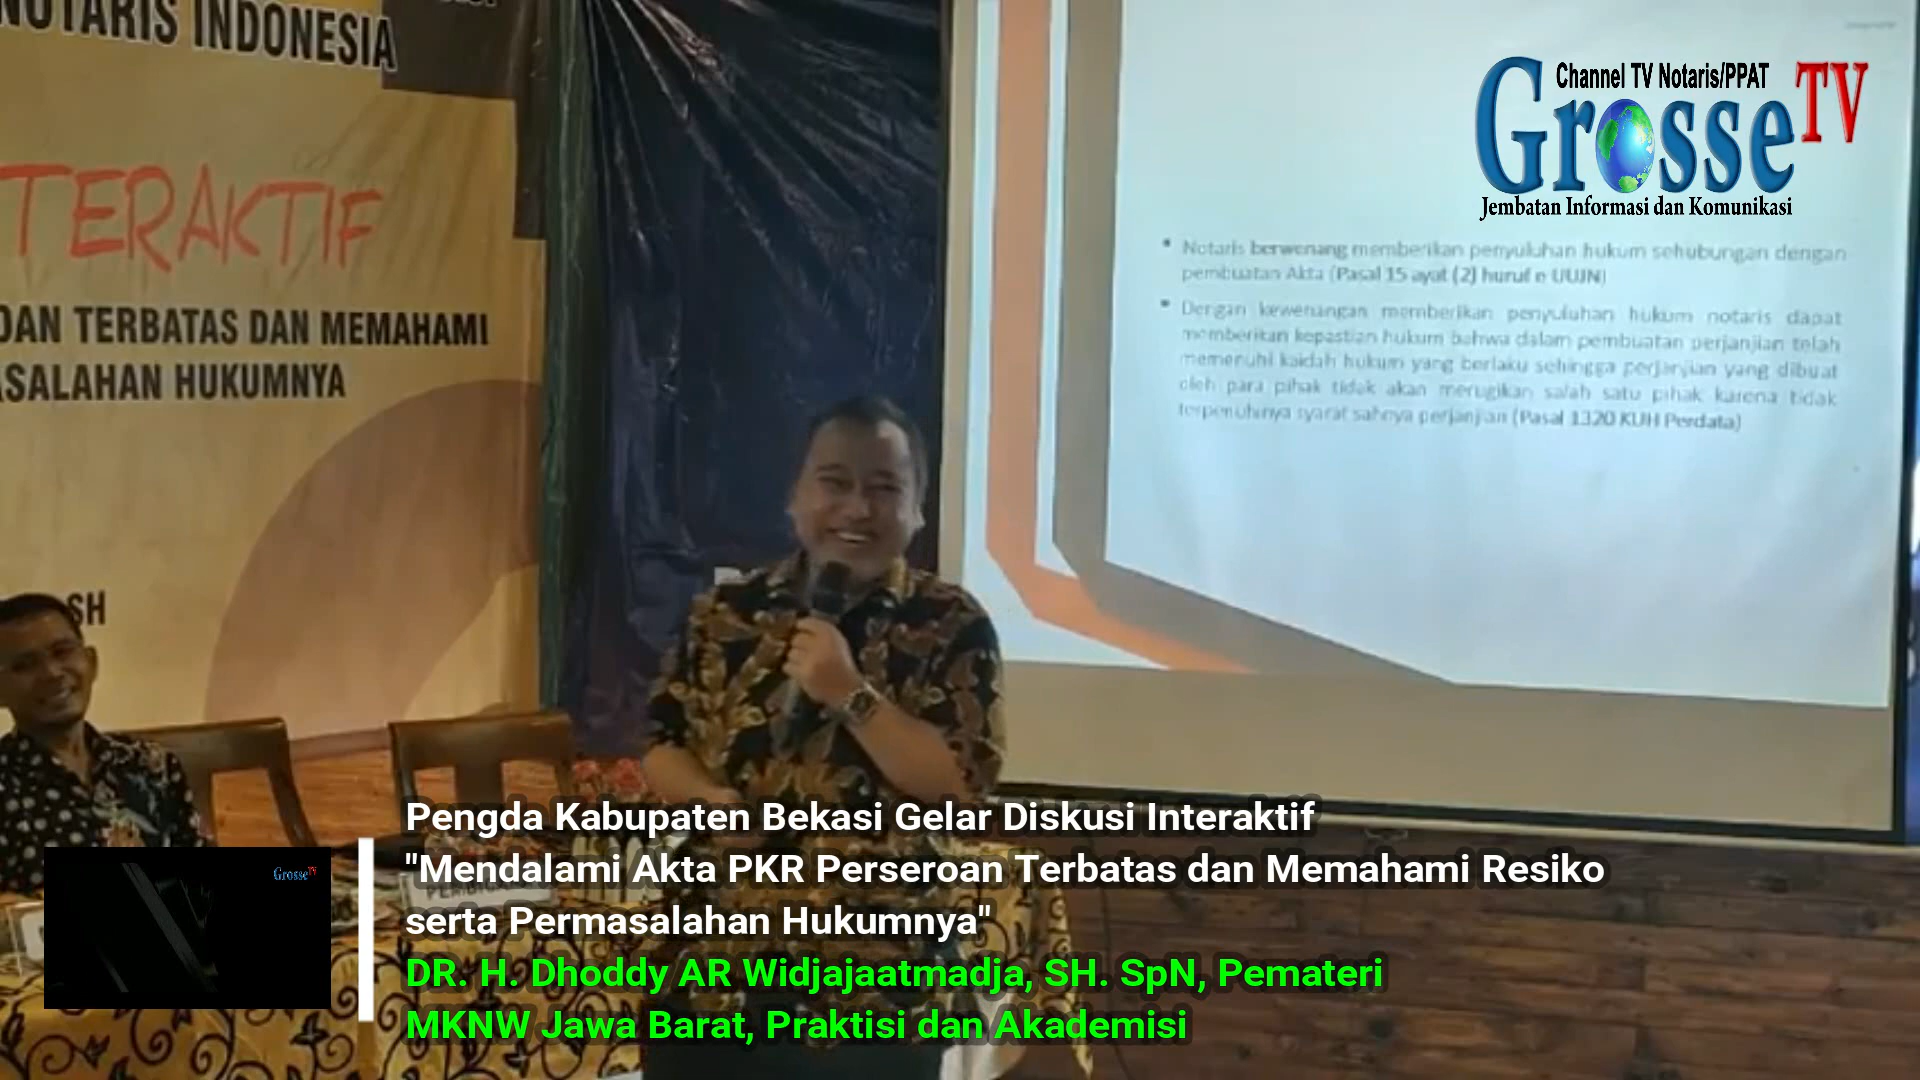 NOTARIS INDONESIA
TERAKTIF
DAN TERBATAS DAN MEMAHAMI
HUKUMNYA
SH
Channel TV Notaris/PPAT
Grosse TV
Jembatan Informasi dan Komunikasi
• Notaris berwenang memberikan penyuluhan hukum sehubungan dengan
pembuatan Akta (Pasal 15 ayat (2) huruf e UUJN)
• Dengan kewenangan memberikan penyuluhan hukum notaris dapat
memberikan kepastian hukum bahwa dalam pembuatan perjanjian telah
memenuhi kaidah hukum yang berlaku sehingga perjanjian yang dibuat
oleh para pihak tidak akan merugikan salah satu pihak karena tidak
terpenuhinya syarat sahnya perjanjian (Pasal 1320 KUH Perdata)
Pengda Kabupaten Bekasi Gelar Diskusi Interaktif
"Mendalami Akta PKR Perseroan Terbatas dan Memahami Resiko
serta Permasalahan Hukumnya"
DR. H. Dhoddy AR Widjajaatmadja, SH. SpN, Pemateri
MKNW Jawa Barat, Praktisi dan Akademisi
Grosse TV